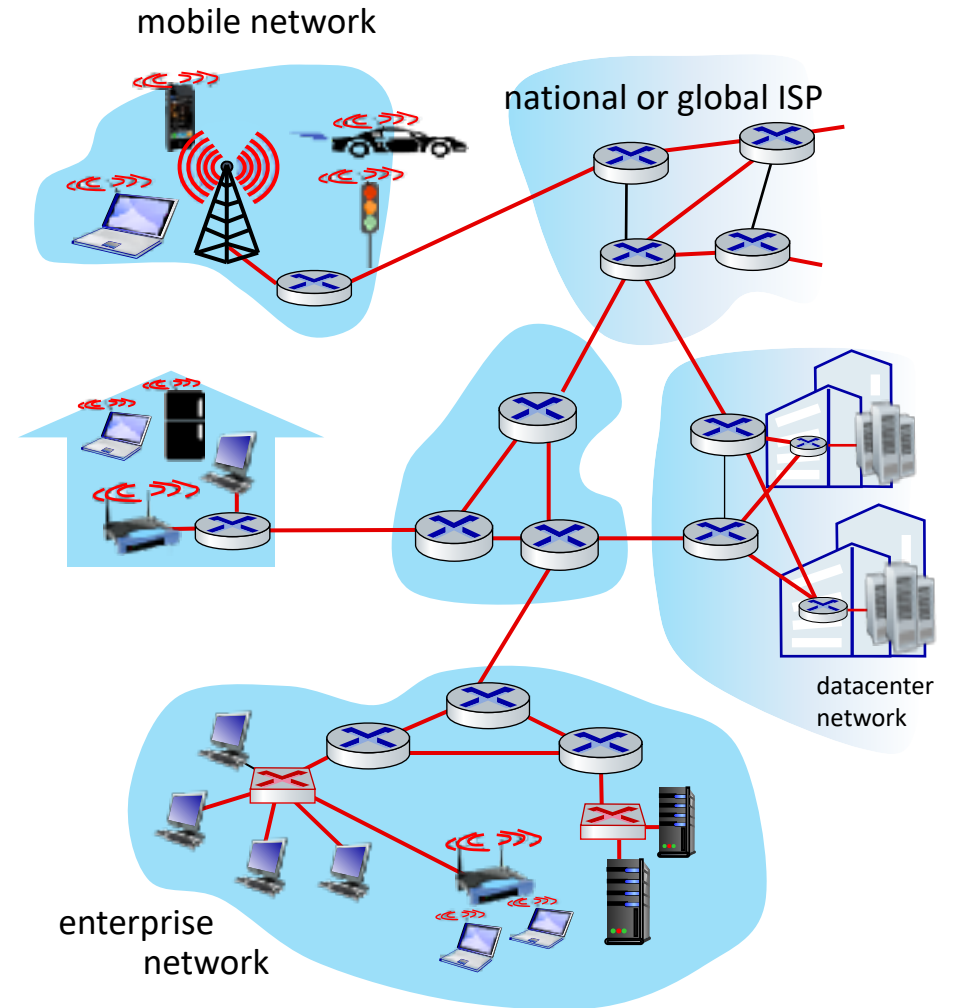 mobile network
national or global ISP
datacenter
network
enterprise
network